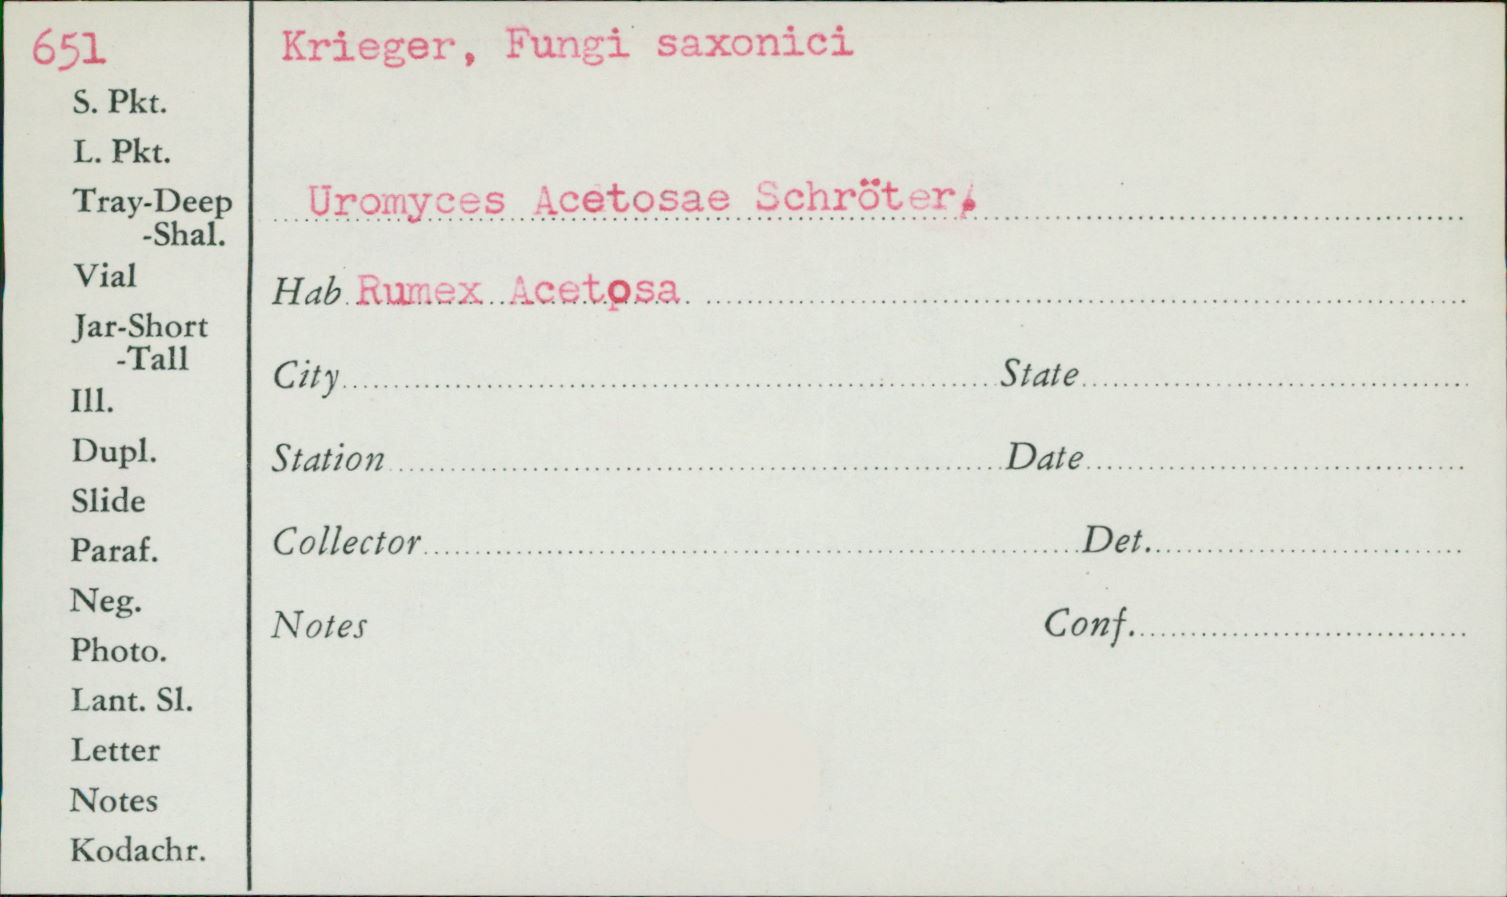 651
Krieger, Fungi saxonici
S. Pkt.
L. Pkt.
Tray-Deep
-Shal.
Vial
Jar-Short
-Tall
Ill.
Dupl.
Slide
Paraf.
Neg.
Photo.
Lant. Sl.
Letter
Notes
Kodachr.
Uromyces Acetosae Schröter.
Hab Rumex Acetosa
City State
Station Date
Collector Det.
Notes Conf.